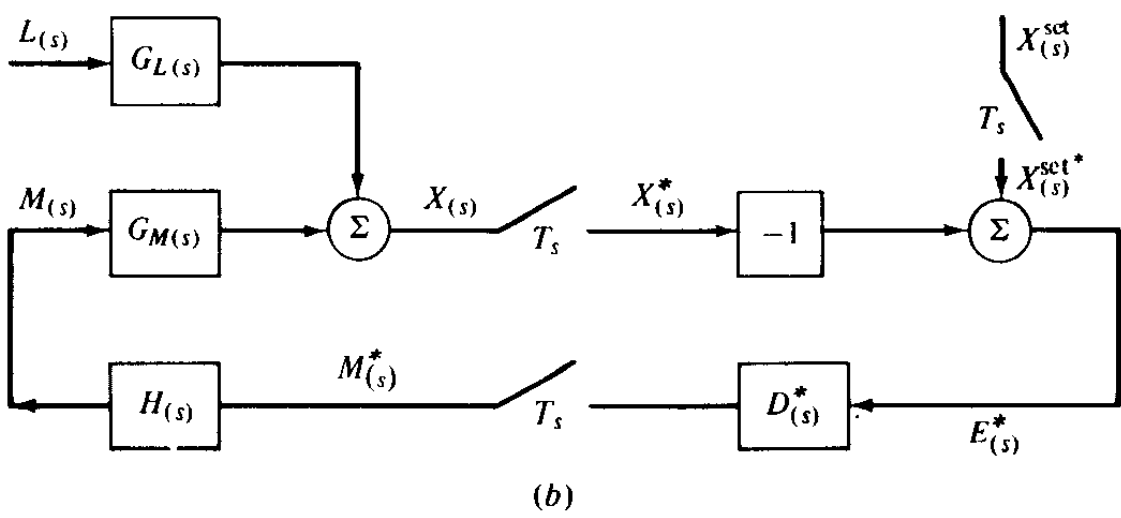 L(s)
G_L(s)
X^set(s)
T_s
X^set*(s)
M(s)
G_M(s)
Σ
X(s)
T_s
X*(s)
−1
Σ
H(s)
M*(s)
T_s
D*(s)
E*(s)
(b)